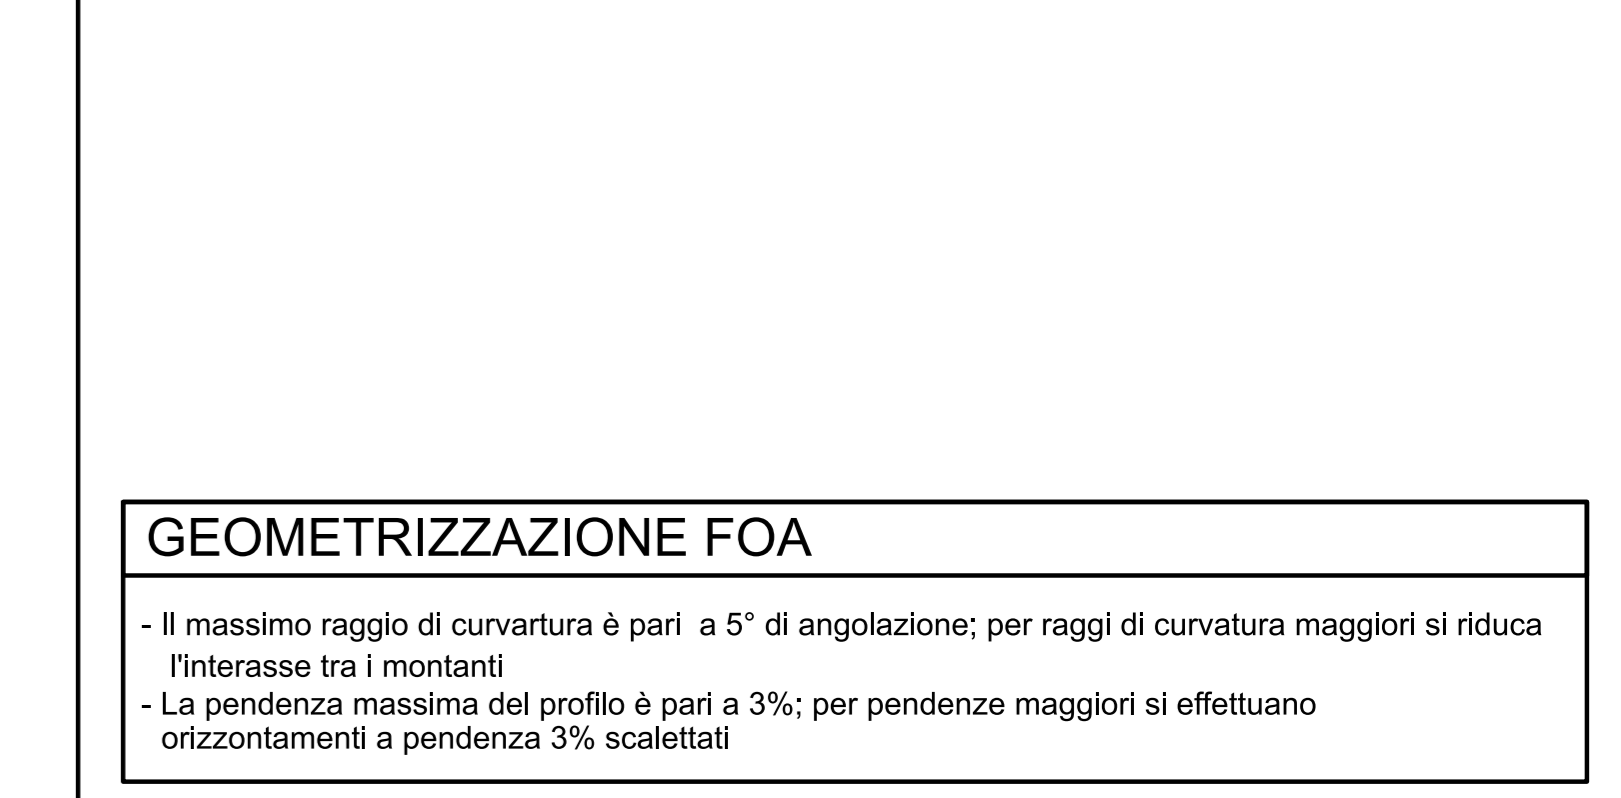 GEOMETRIZZAZIONE FOA
- Il massimo raggio di curvartura è pari  a 5° di angolazione; per raggi di curvatura maggiori si riduca
l'interasse tra i montanti
- La pendenza massima del profilo è pari a 3%; per pendenze maggiori si effettuano
orizzontamenti a pendenza 3% scalettati